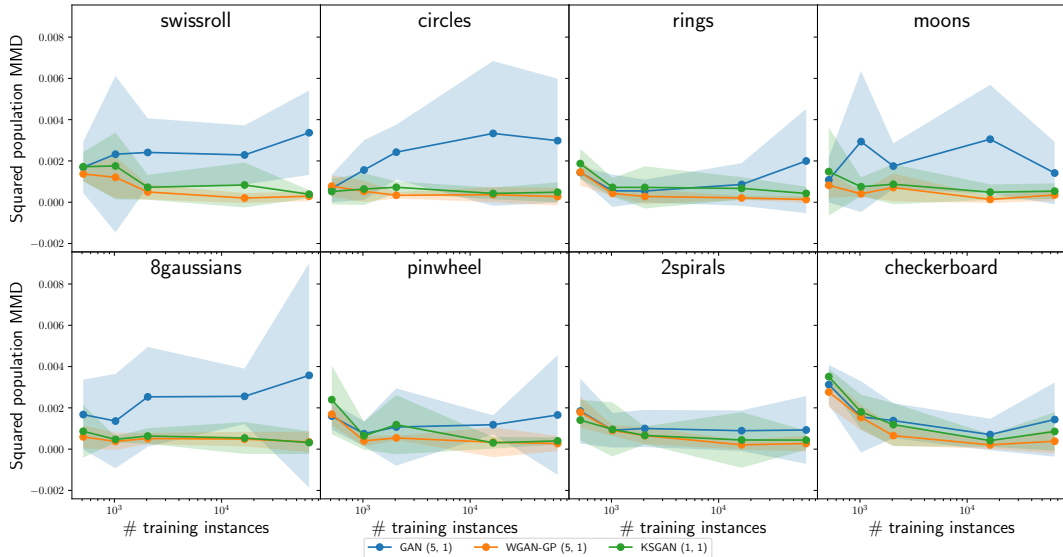 swissroll circles rings moons
Squared population MMD
0.008
0.006
0.004
0.002
0.000
−0.002
8gaussians pinwheel 2spirals checkerboard
Squared population MMD
0.008
0.006
0.004
0.002
0.000
−0.002
10³ 10⁴ 10³ 10⁴ 10³ 10⁴ 10³ 10⁴
# training instances # training instances # training instances # training instances
GAN (5, 1) WGAN-GP (5, 1) KSGAN (1, 1)